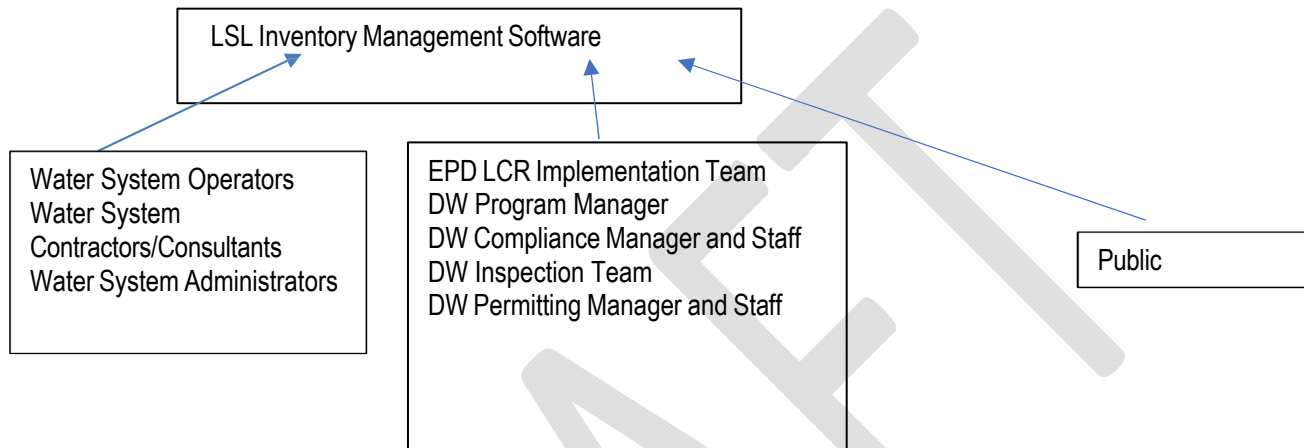 LSL Inventory Management Software
Water System Operators
Water System
Contractors/Consultants
Water System Administrators
EPD LCR Implementation Team
DW Program Manager
DW Compliance Manager and Staff
DW Inspection Team
DW Permitting Manager and Staff
Public